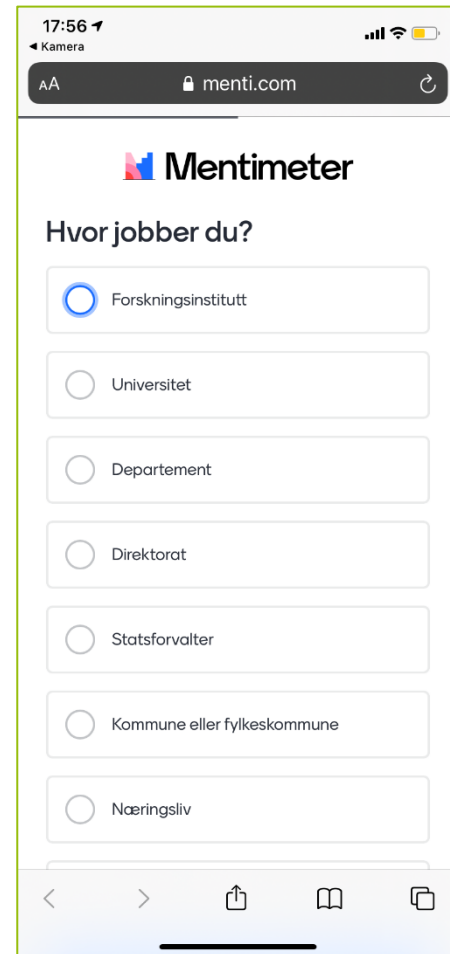 17:56
◀ Kamera
AA menti.com
Mentimeter
Hvor jobber du?
Forskningsinstitutt
Universitet
Departement
Direktorat
Statsforvalter
Kommune eller fylkeskommune
Næringsliv